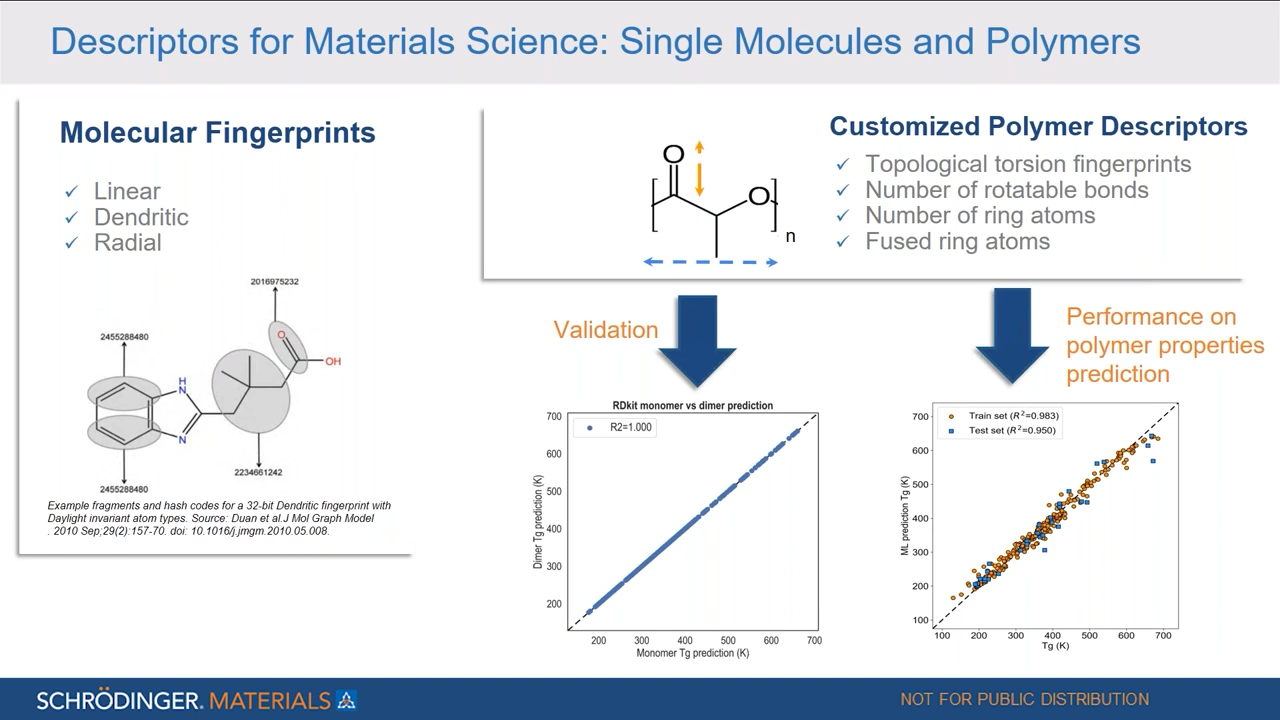 Descriptors for Materials Science: Single Molecules and Polymers
Molecular Fingerprints
✓ Linear
✓ Dendritic
✓ Radial
2016975232
2455288480
O
OH
H
N
N
2234661242
2455288480
Example fragments and hash codes for a 32-bit Dendritic fingerprint with
Daylight invariant atom types. Source: Duan et al.J Mol Graph Model
. 2010 Sep;29(2):157-70. doi: 10.1016/j.jmgm.2010.05.008.
O
O
n
Customized Polymer Descriptors
✓ Topological torsion fingerprints
✓ Number of rotatable bonds
✓ Number of ring atoms
✓ Fused ring atoms
Validation
Performance on
polymer properties
prediction
RDkit monomer vs dimer prediction
R2=1.000
Dimer Tg prediction (K)
700
600
500
400
300
200
200 300 400 500 600 700
Monomer Tg prediction (K)
Train set (R²=0.983)
Test set (R²=0.950)
ML prediction Tg (K)
700
600
500
400
300
200
100
100 200 300 400 500 600 700
Tg (K)
SCHRÖDINGER. MATERIALS
NOT FOR PUBLIC DISTRIBUTION